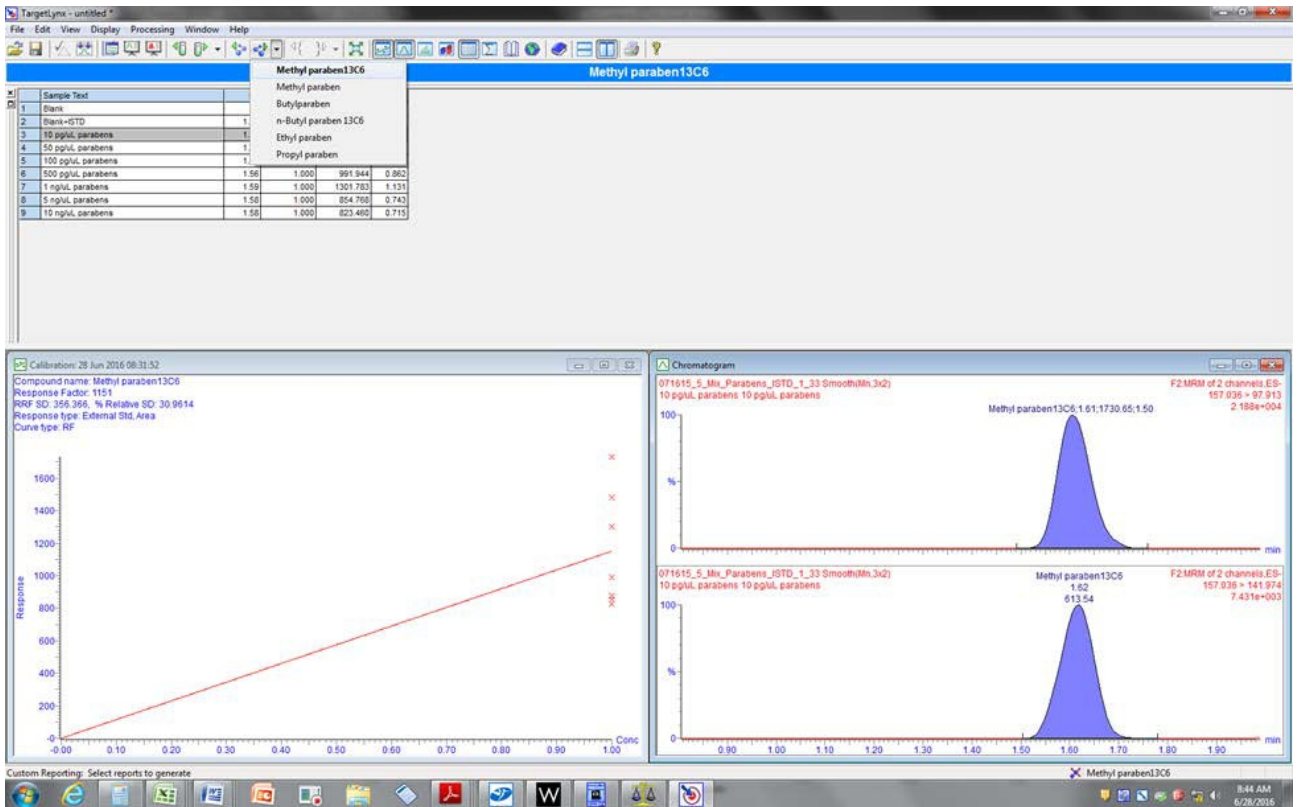 TargetLynx - untitled *
File Edit View Display Processing Window Help
Methyl paraben13C6
Methyl paraben13C6
Methyl paraben
Butylparaben
n-Butyl paraben 13C6
Ethyl paraben
Propyl paraben
Sample Text
1 Blank
2 Blank+ISTD 1.
3 10 pg/uL parabens 1.
4 50 pg/uL parabens 1.
5 100 pg/uL parabens 1.
6 500 pg/uL parabens 1.56 1.000 991.944 0.862
7 1 ng/uL parabens 1.59 1.000 1301.783 1.131
8 5 ng/uL parabens 1.58 1.000 854.768 0.743
9 10 ng/uL parabens 1.58 1.000 823.460 0.715
Calibration: 28 Jun 2016 08:31:52
Compound name: Methyl paraben13C6
Response Factor: 1151
RRF SD: 356.366, % Relative SD: 30.9614
Response type: External Std, Area
Curve type: RF
1600
1400
1200
1000
800
600
400
200
-0
Response
-0.00 0.10 0.20 0.30 0.40 0.50 0.60 0.70 0.80 0.90 1.00
Conc
Chromatogram
071615_5_Mix_Parabens_ISTD_1_33 Smooth(Mn,3x2)
10 pg/uL parabens 10 pg/uL parabens
F2:MRM of 2 channels,ES-
157.036 > 97.913
2.188e+004
Methyl paraben13C6;1.61;1730.65;1.50
100
%
0
min
071615_5_Mix_Parabens_ISTD_1_33 Smooth(Mn,3x2)
10 pg/uL parabens 10 pg/uL parabens
F2:MRM of 2 channels,ES-
157.036 > 141.974
7.431e+003
Methyl paraben13C6
1.62
613.54
100
%
0
min
0.90 1.00 1.10 1.20 1.30 1.40 1.50 1.60 1.70 1.80 1.90
Custom Reporting: Select reports to generate
Methyl paraben13C6
W
8:44 AM
6/28/2016